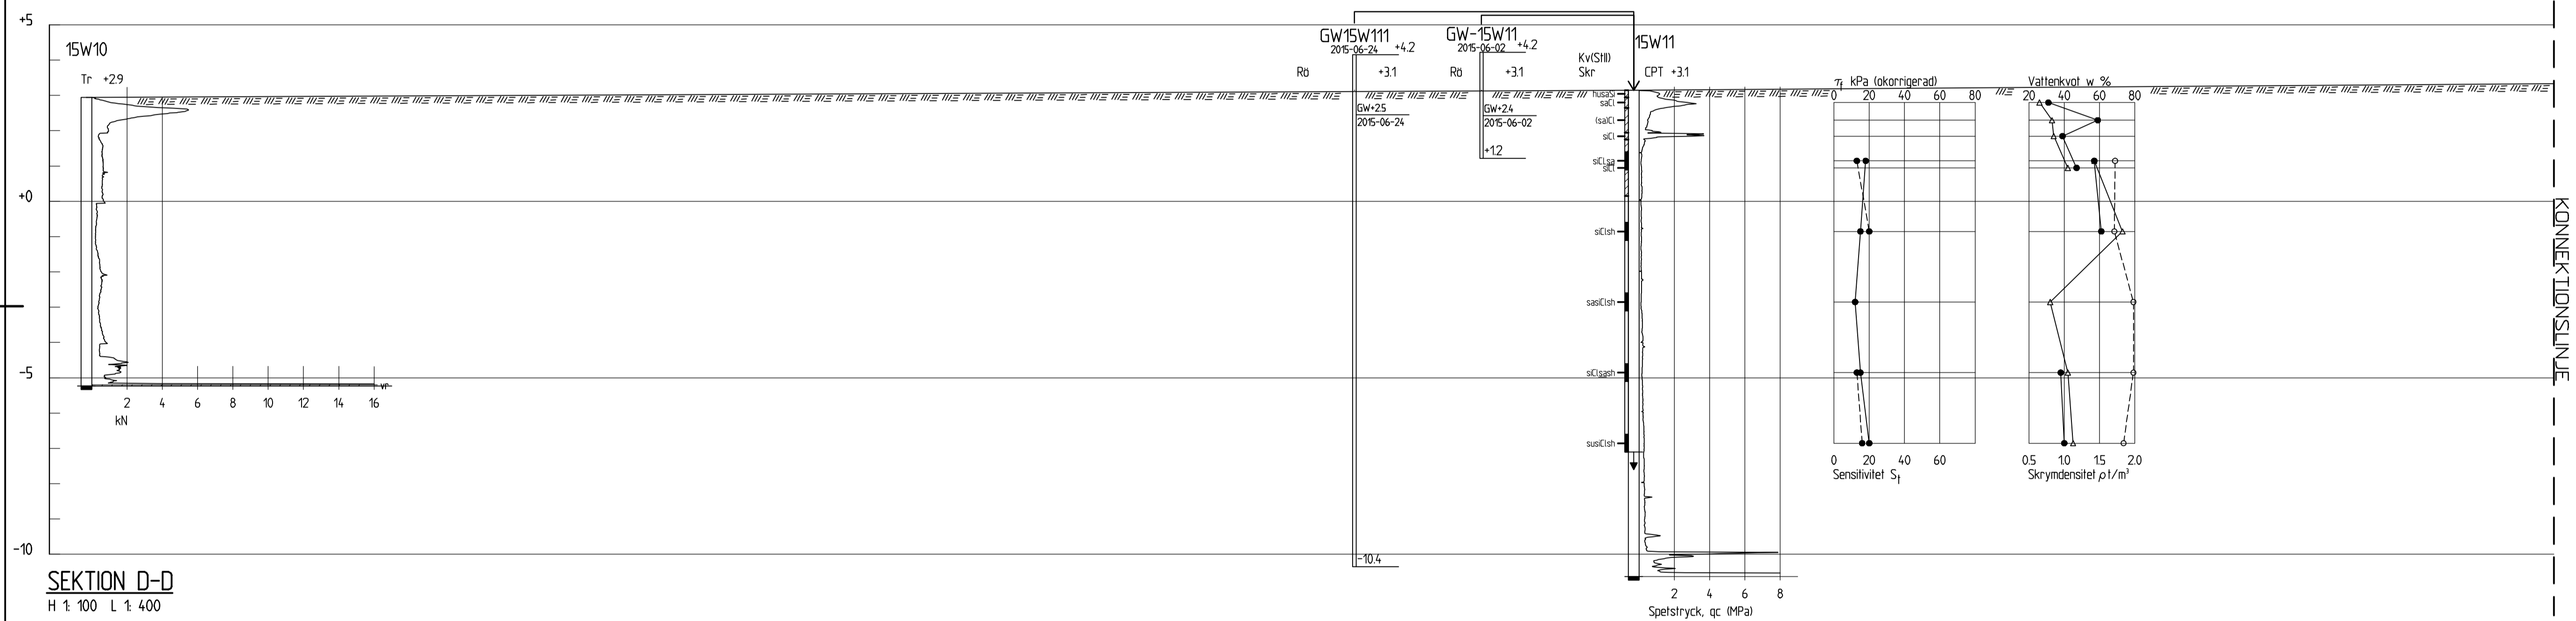 +5
+0
-5
-10
15W10
Tr +2.9
2 4 6 8 10 12 14 16
kN
vr
SEKTION D-D
H 1: 100 L 1: 400
GW15W111
2015-06-24 +4.2
Rö +3.1
GW+2.5
2015-06-24
-10.4
GW-15W11
2015-06-02 +4.2
Rö +3.1
GW+2.4
2015-06-02
+1.2
15W11
Kv(StII)
Skr
CPT +3.1
husaSi
saCl
(sa)Cl
siCl
siClsa
siCl
siClsh
sasiClsh
siClsash
susiClsh
2 4 6 8
Spetstryck, qc (MPa)
τf kPa (okorrigerad)
0 20 40 60 80
0 20 40 60
Sensitivitet St
Vattenkvot w %
20 40 60 80
0.5 1.0 1.5 2.0
Skrymdensitet ρ t/m³
KONNEKTIONSLINJE